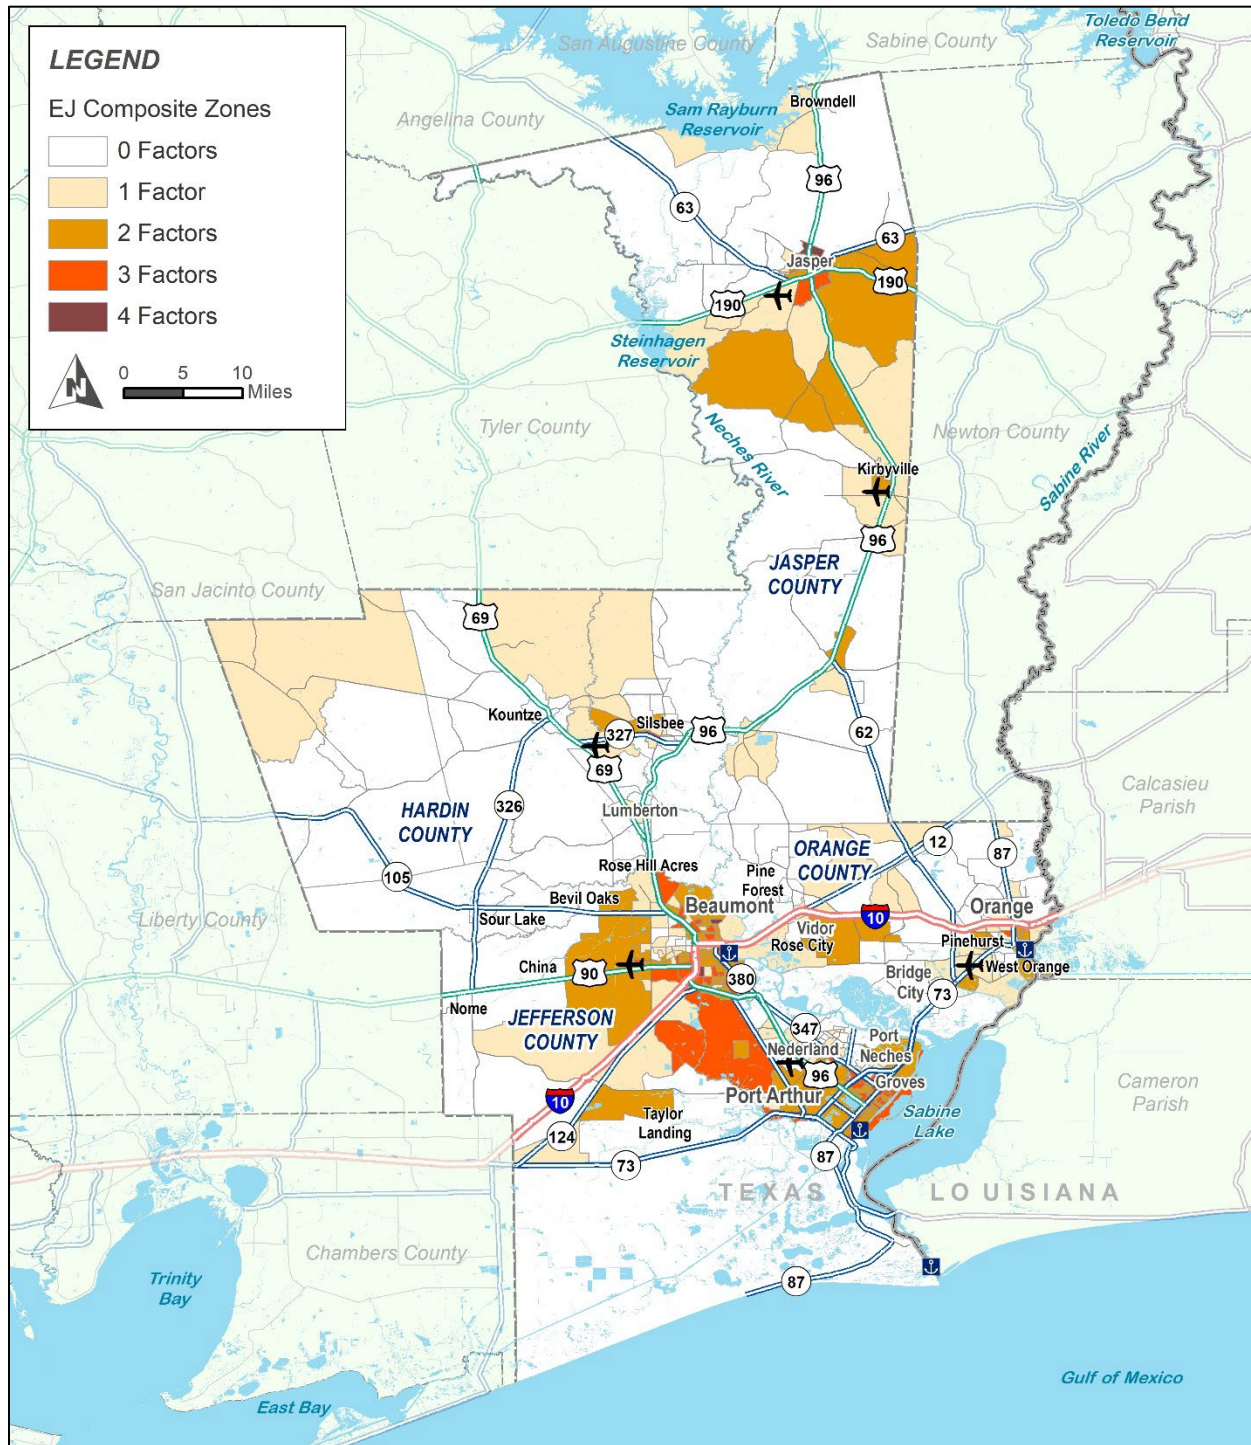 LEGEND
EJ Composite Zones
0 Factors
1 Factor
2 Factors
3 Factors
4 Factors
N
0 5 10
Miles
Toledo Bend
Reservoir
San Augustine County
Sabine County
Browndell
Sam Rayburn
Reservoir
Angelina County
96
63
63
Jasper
190
190
Steinhagen
Reservoir
Tyler County
Neches River
Newton County
Sabine River
Kirbyville
96
JASPER
COUNTY
San Jacinto County
69
Kountze
Silsbee
327
96
62
69
Calcasieu
Parish
HARDIN
COUNTY
326
Lumberton
12
87
ORANGE
COUNTY
Rose Hill Acres
Pine
Forest
105
Bevil Oaks
Beaumont
Orange
Liberty County
Sour Lake
10
Vidor
Rose City
Pinehurst
China
90
West Orange
380
Bridge
City
73
Nome
JEFFERSON
COUNTY
347
Port
Neches
Nederland
96
Groves
10
Port Arthur
Cameron
Parish
Taylor
Landing
Sabine
Lake
124
87
73
TEXAS
LOUISIANA
Chambers County
Trinity
Bay
87
Gulf of Mexico
East Bay